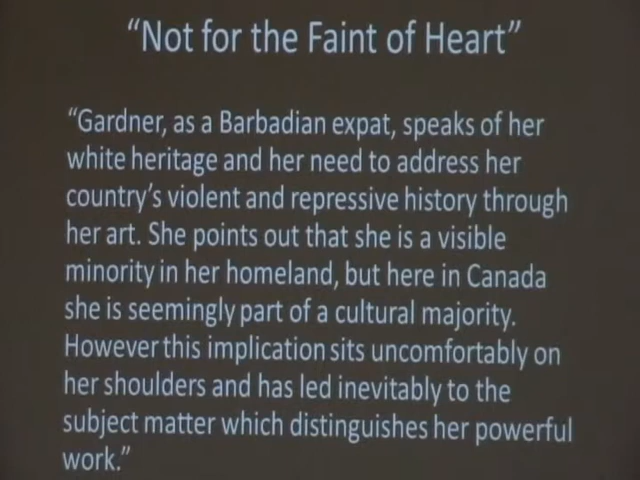 “Not for the Faint of Heart”
“Gardner, as a Barbadian expat, speaks of her
white heritage and her need to address her
country’s violent and repressive history through
her art. She points out that she is a visible
minority in her homeland, but here in Canada
she is seemingly part of a cultural majority.
However this implication sits uncomfortably on
her shoulders and has led inevitably to the
subject matter which distinguishes her powerful
work.”